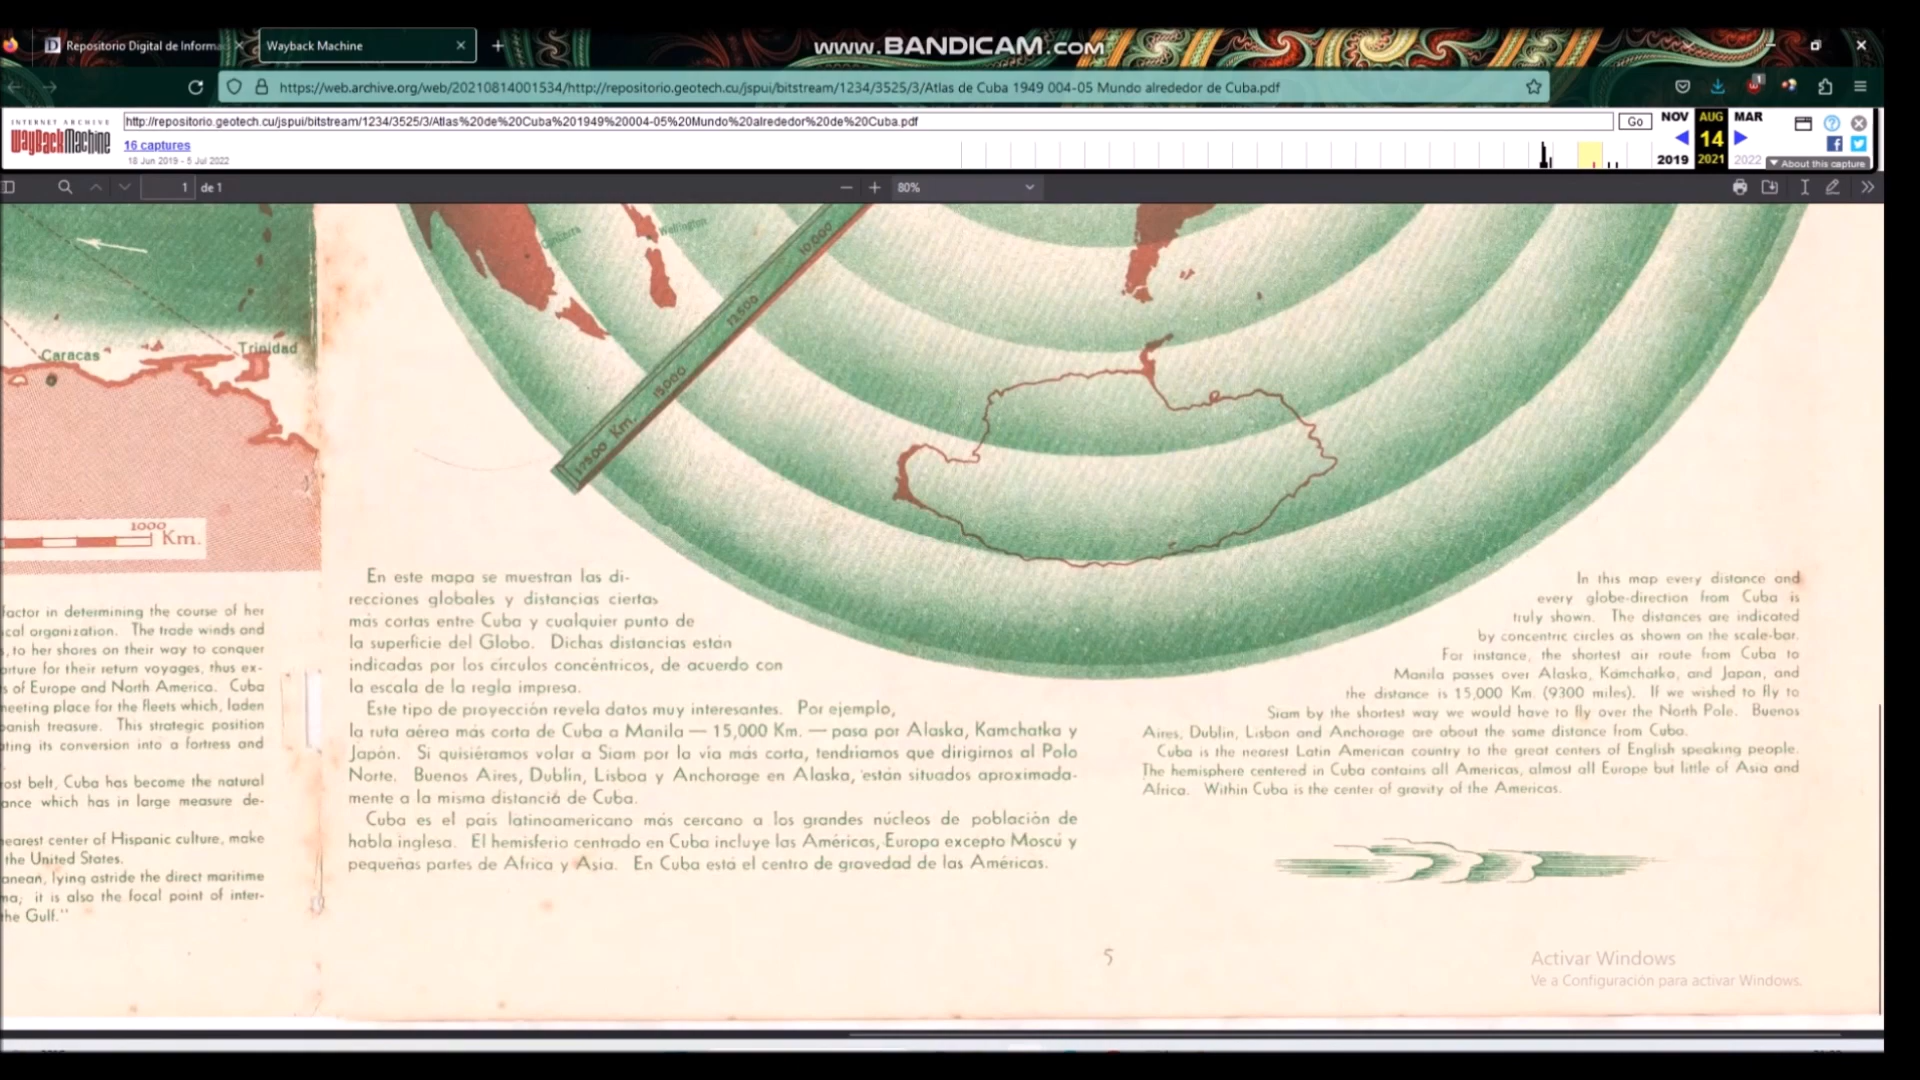 Repositorio Digital de Informa
Wayback Machine
www.BANDICAM.com
https://web.archive.org/web/20210814001534/http://repositorio.geotech.cu/jspui/bitstream/1234/3525/3/Atlas de Cuba 1949 004-05 Mundo alrededor de Cuba.pdf
INTERNET ARCHIVE
WayBackMachine
http://repositorio.geotech.cu/jspui/bitstream/1234/3525/3/Atlas%20de%20Cuba%201949%20004-05%20Mundo%20alrededor%20de%20Cuba.pdf
Go
NOV AUG MAR
16 captures
14
18 Jun 2019 - 5 Jul 2022
2019 2021 2022
About this capture
1 de 1
80%
Wellington
10,000
12,500
15,000
17,500 Km.
Caracas
Trinidad
1000
Km.
factor in determining the course of her
cal organization. The trade winds and
, to her shores on their way to conquer
rture for their return voyages, thus ex-
s of Europe and North America. Cuba
meeting place for the fleets which, laden
panish treasure. This strategic position
ting its conversion into a fortress and
ost belt, Cuba has become the natural
ance which has in large measure de-
nearest center of Hispanic culture, make
the United States.
anean, lying astride the direct maritime
ma; it is also the focal point of inter-
the Gulf."
En este mapa se muestran las di-
recciones globales y distancias ciertas
más cortas entre Cuba y cualquier punto de
la superficie del Globo. Dichas distancias están
indicadas por los círculos concéntricos, de acuerdo con
la escala de la regla impresa.
Este tipo de proyección revela datos muy interesantes. Por ejemplo,
la ruta aérea más corta de Cuba a Manila — 15,000 Km. — pasa por Alaska, Kamchatka y
Japón. Si quisiéramos volar a Siam por la vía más corta, tendríamos que dirigirnos al Polo
Norte. Buenos Aires, Dublin, Lisboa y Anchorage en Alaska, están situados aproximada-
mente a la misma distancia de Cuba.
Cuba es el país latinoamericano más cercano a los grandes núcleos de población de
habla inglesa. El hemisferio centrado en Cuba incluye las Américas, Europa excepto Moscú y
pequeñas partes de Africa y Asia. En Cuba está el centro de gravedad de las Américas.
In this map every distance and
every globe-direction from Cuba is
truly shown. The distances are indicated
by concentric circles as shown on the scale-bar.
For instance, the shortest air route from Cuba to
Manila passes over Alaska, Kamchatka, and Japan, and
the distance is 15,000 Km. (9300 miles). If we wished to fly to
Siam by the shortest way we would have to fly over the North Pole. Buenos
Aires, Dublin, Lisbon and Anchorage are about the same distance from Cuba.
Cuba is the nearest Latin American country to the great centers of English speaking people.
The hemisphere centered in Cuba contains all Americas, almost all Europe but little of Asia and
Africa. Within Cuba is the center of gravity of the Americas.
5
Activar Windows
Ve a Configuración para activar Windows.